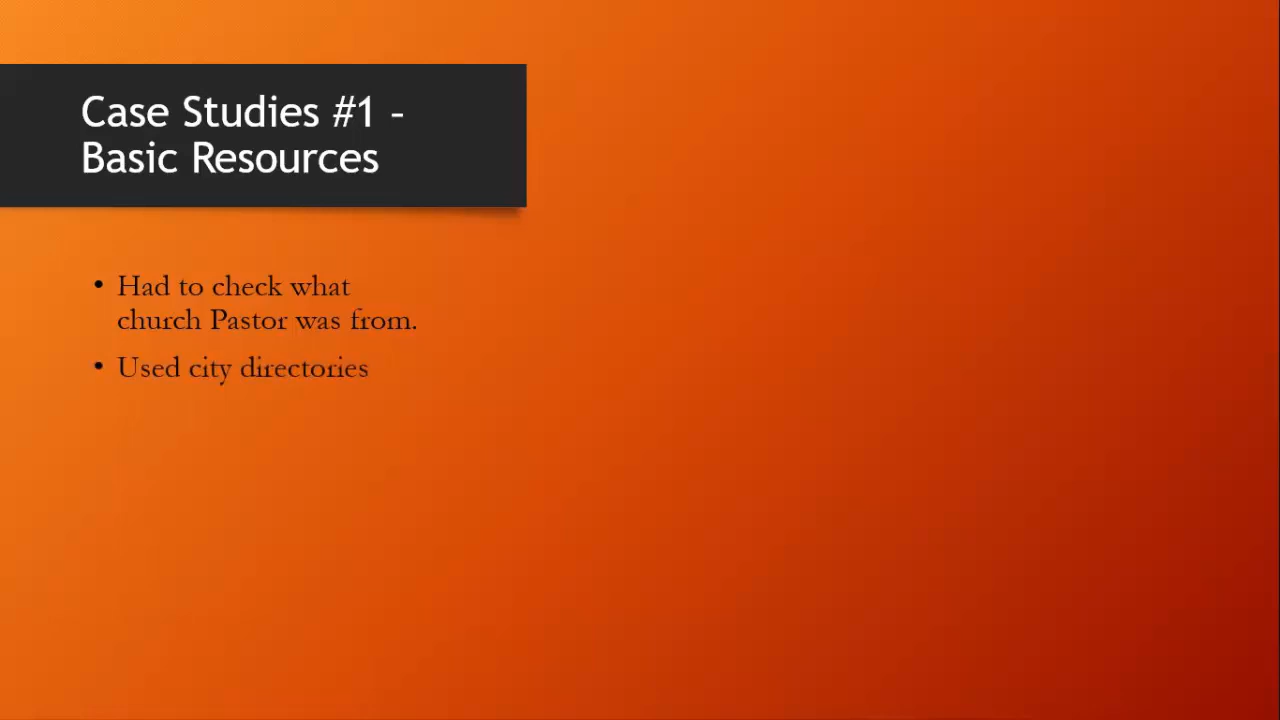 Case Studies #1 -
Basic Resources
• Had to check what
church Pastor was from.
• Used city directories